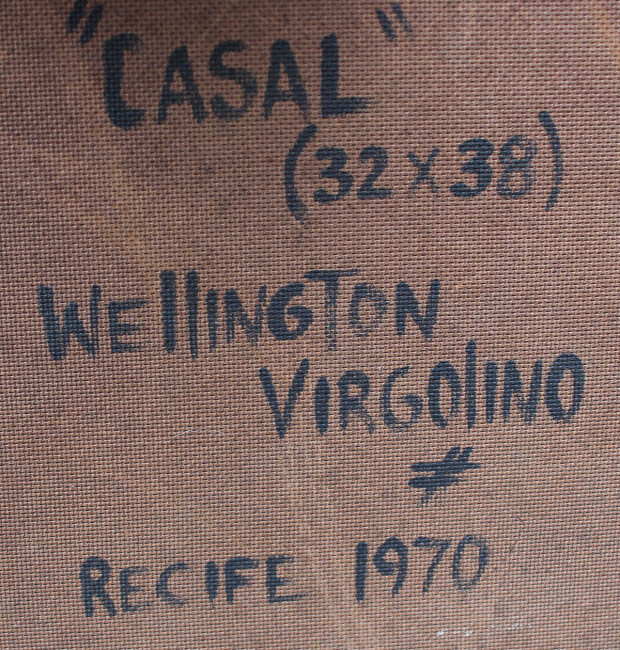 "CASAL"
(32 x 38)
WEllINGTON
VIRGOlINO
#
RECIFE 1970